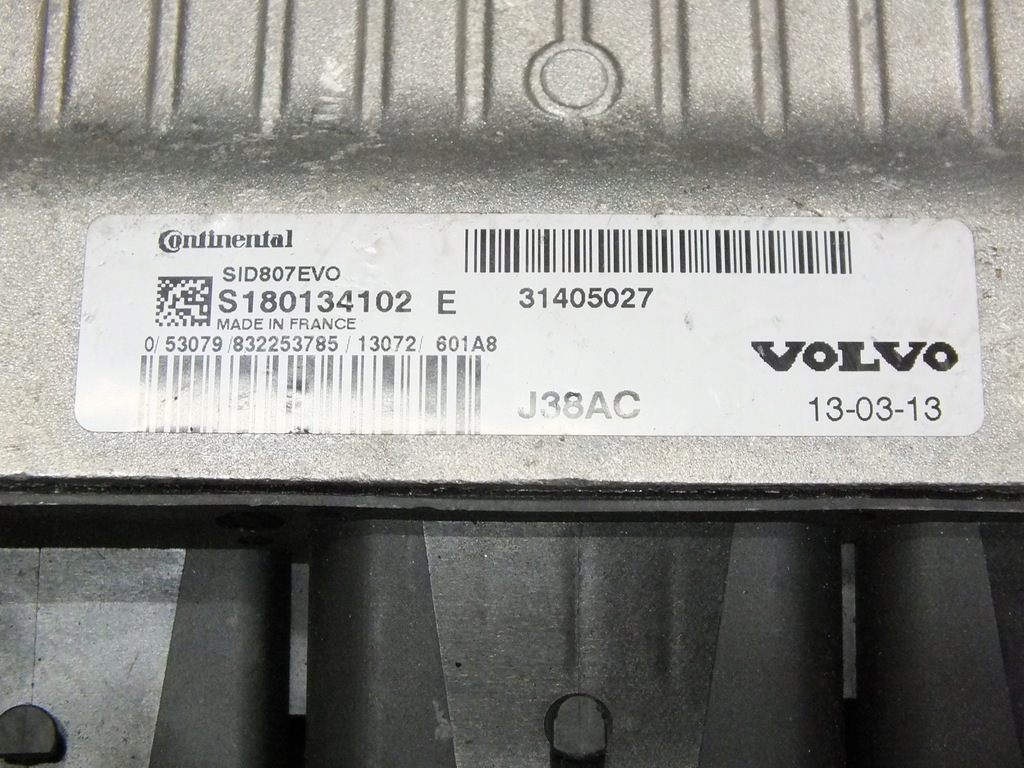 Continental
SID807EVO
S180134102 E
MADE IN FRANCE
0/ 53079 /832253785 / 13072 / 601A8
31405027
VOLVO
J38AC
13-03-13